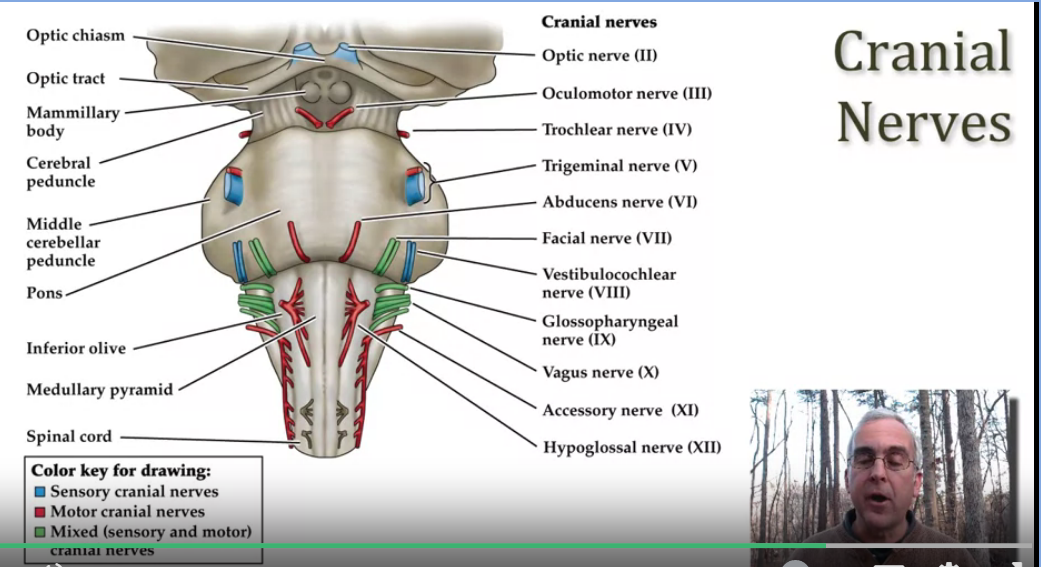 Cranial
Nerves
Optic chiasm
Optic tract
Mammillary
body
Cerebral
peduncle
Middle
cerebellar
peduncle
Pons
Inferior olive
Medullary pyramid
Spinal cord
Cranial nerves
Optic nerve (II)
Oculomotor nerve (III)
Trochlear nerve (IV)
Trigeminal nerve (V)
Abducens nerve (VI)
Facial nerve (VII)
Vestibulocochlear
nerve (VIII)
Glossopharyngeal
nerve (IX)
Vagus nerve (X)
Accessory nerve (XI)
Hypoglossal nerve (XII)
Color key for drawing:
Sensory cranial nerves
Motor cranial nerves
Mixed (sensory and motor)
cranial nerves